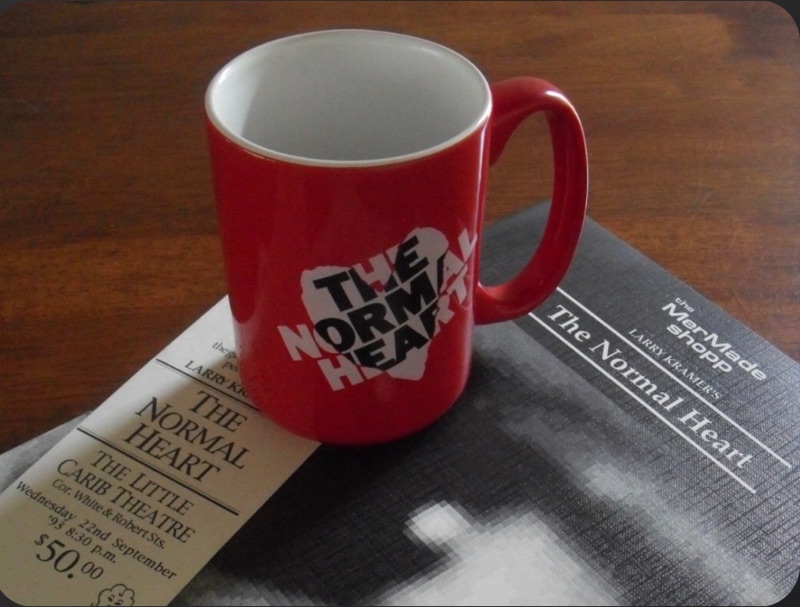 THE
NORMAL
HEART
the
MerMade
shopp
LARRY KRAMER'S
The Normal Heart
LARRY
THE
NORMAL
HEART
THE LITTLE
CARIB THEATRE
Cor. White & Robert Sts.
Wednesday 22nd September
'93 8:30 p.m.
$50.00